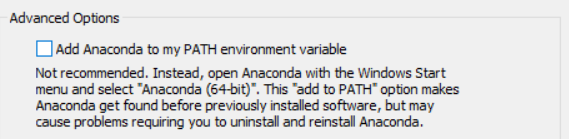 Advanced Options
Add Anaconda to my PATH environment variable
Not recommended. Instead, open Anaconda with the Windows Start
menu and select "Anaconda (64-bit)". This "add to PATH" option makes
Anaconda get found before previously installed software, but may
cause problems requiring you to uninstall and reinstall Anaconda.